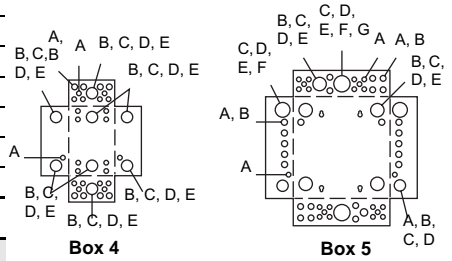 A,
B, C,B
D, E
A
B, C, D, E
B, C, D, E
A
B, C,
D, E
B, C, D, E
B, C, D, E
Box 4
C, D,
E, F
B, C,
D, E
C, D,
E, F, G
A
A, B
B, C,
D, E
A, B
A
A, B,
C, D
Box 5